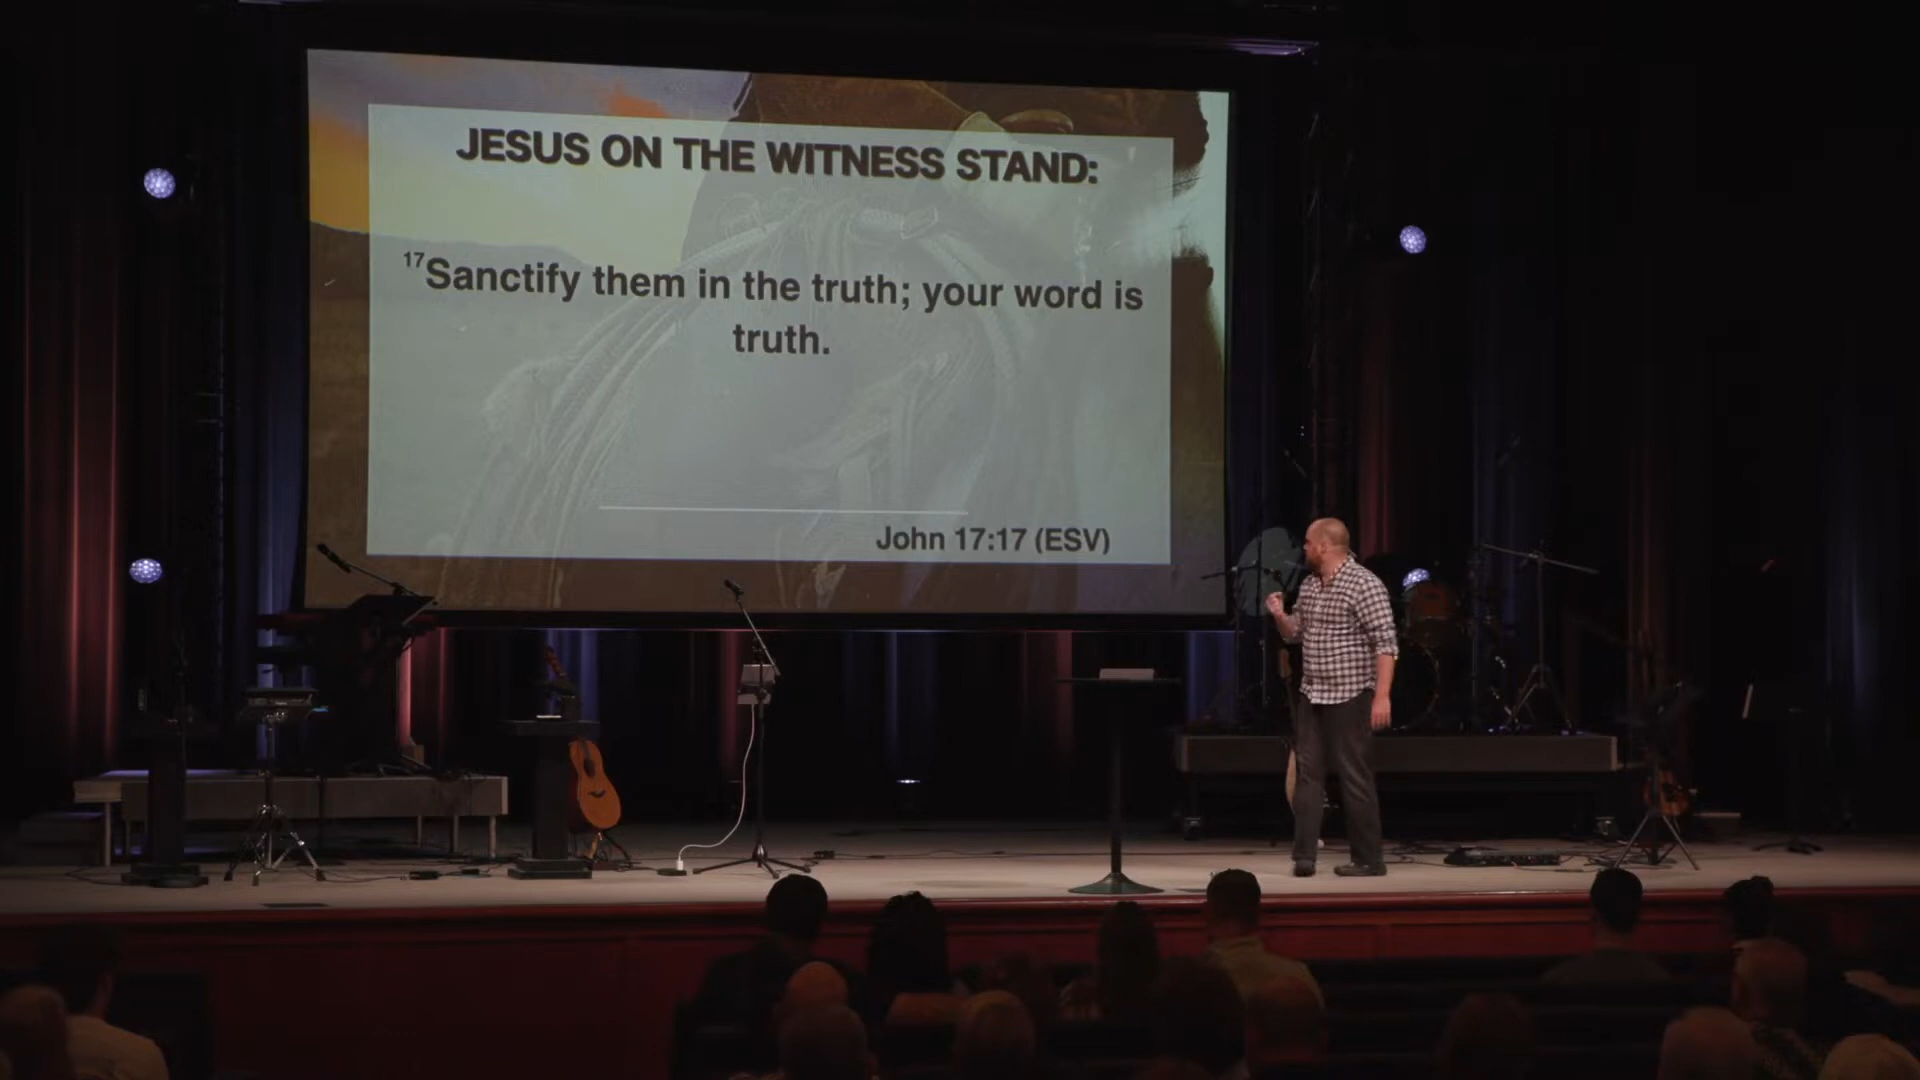 JESUS ON THE WITNESS STAND:
17Sanctify them in the truth; your word is
truth.
John 17:17 (ESV)